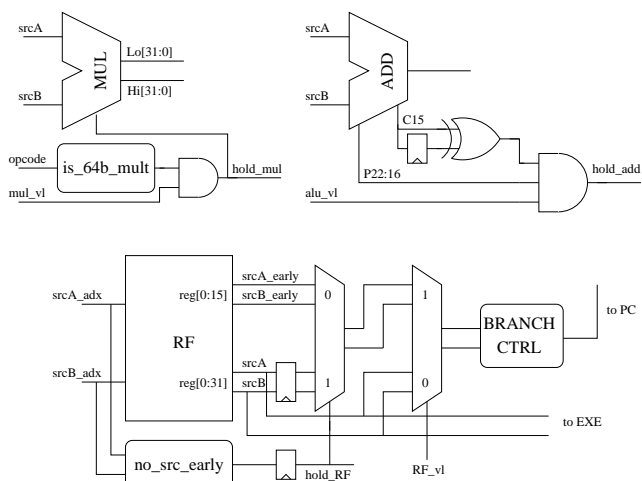 srcA
MUL
Lo[31:0]
Hi[31:0]
srcB
opcode
is_64b_mult
hold_mul
mul_vl
srcA
ADD
srcB
C15
P22:16
hold_add
alu_vl
srcA_adx
srcB_adx
RF
reg[0:15]
reg[0:31]
srcA_early
srcB_early
srcA
srcB
0
1
1
0
BRANCH
CTRL
to PC
to EXE
no_src_early
hold_RF
RF_vl